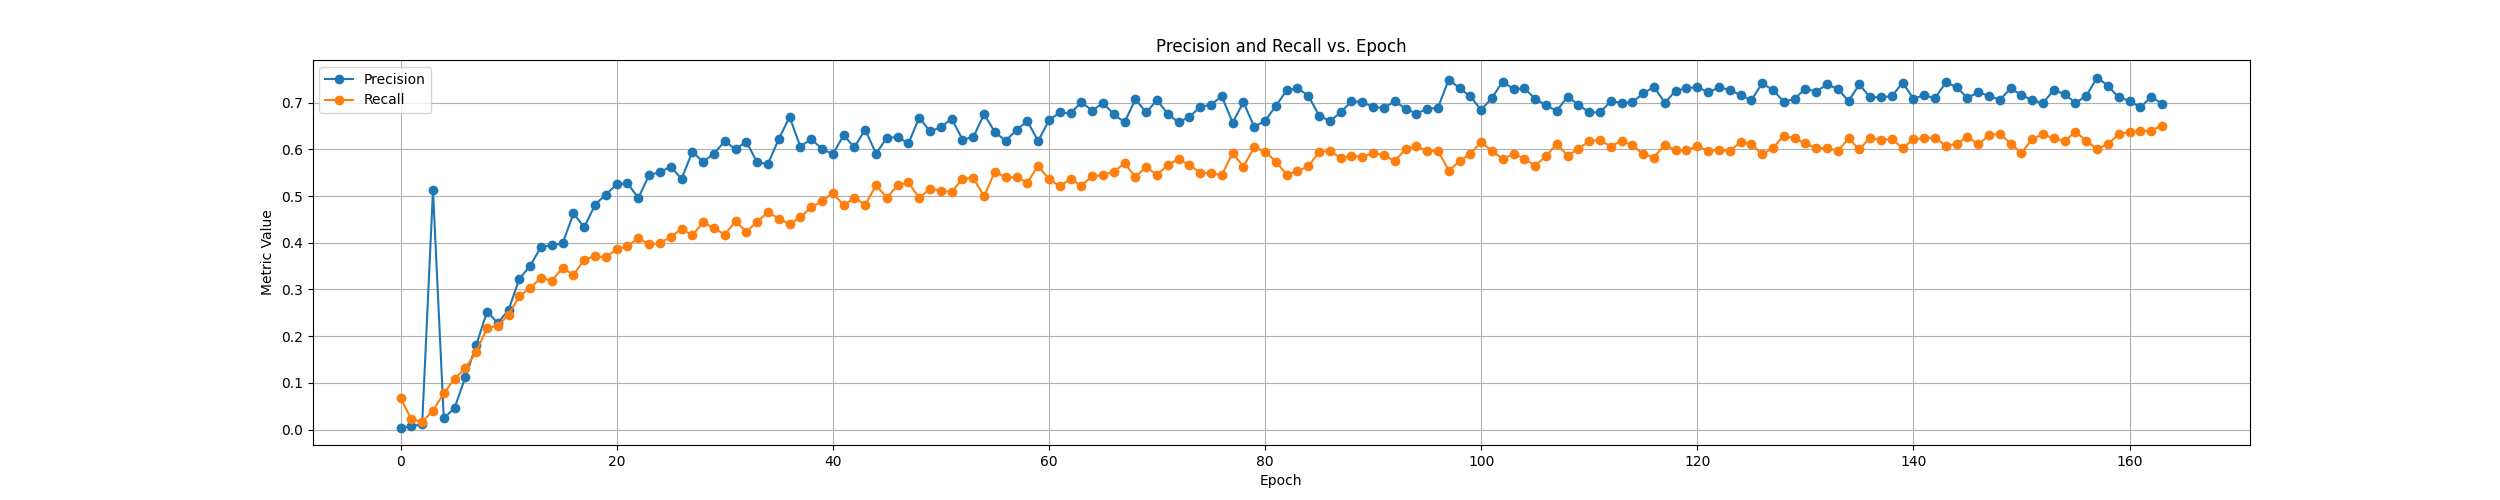 Precision and Recall vs. Epoch
Precision
Recall
Metric Value
0.7
0.6
0.5
0.4
0.3
0.2
0.1
0.0
0 20 40 60 80 100 120 140 160
Epoch